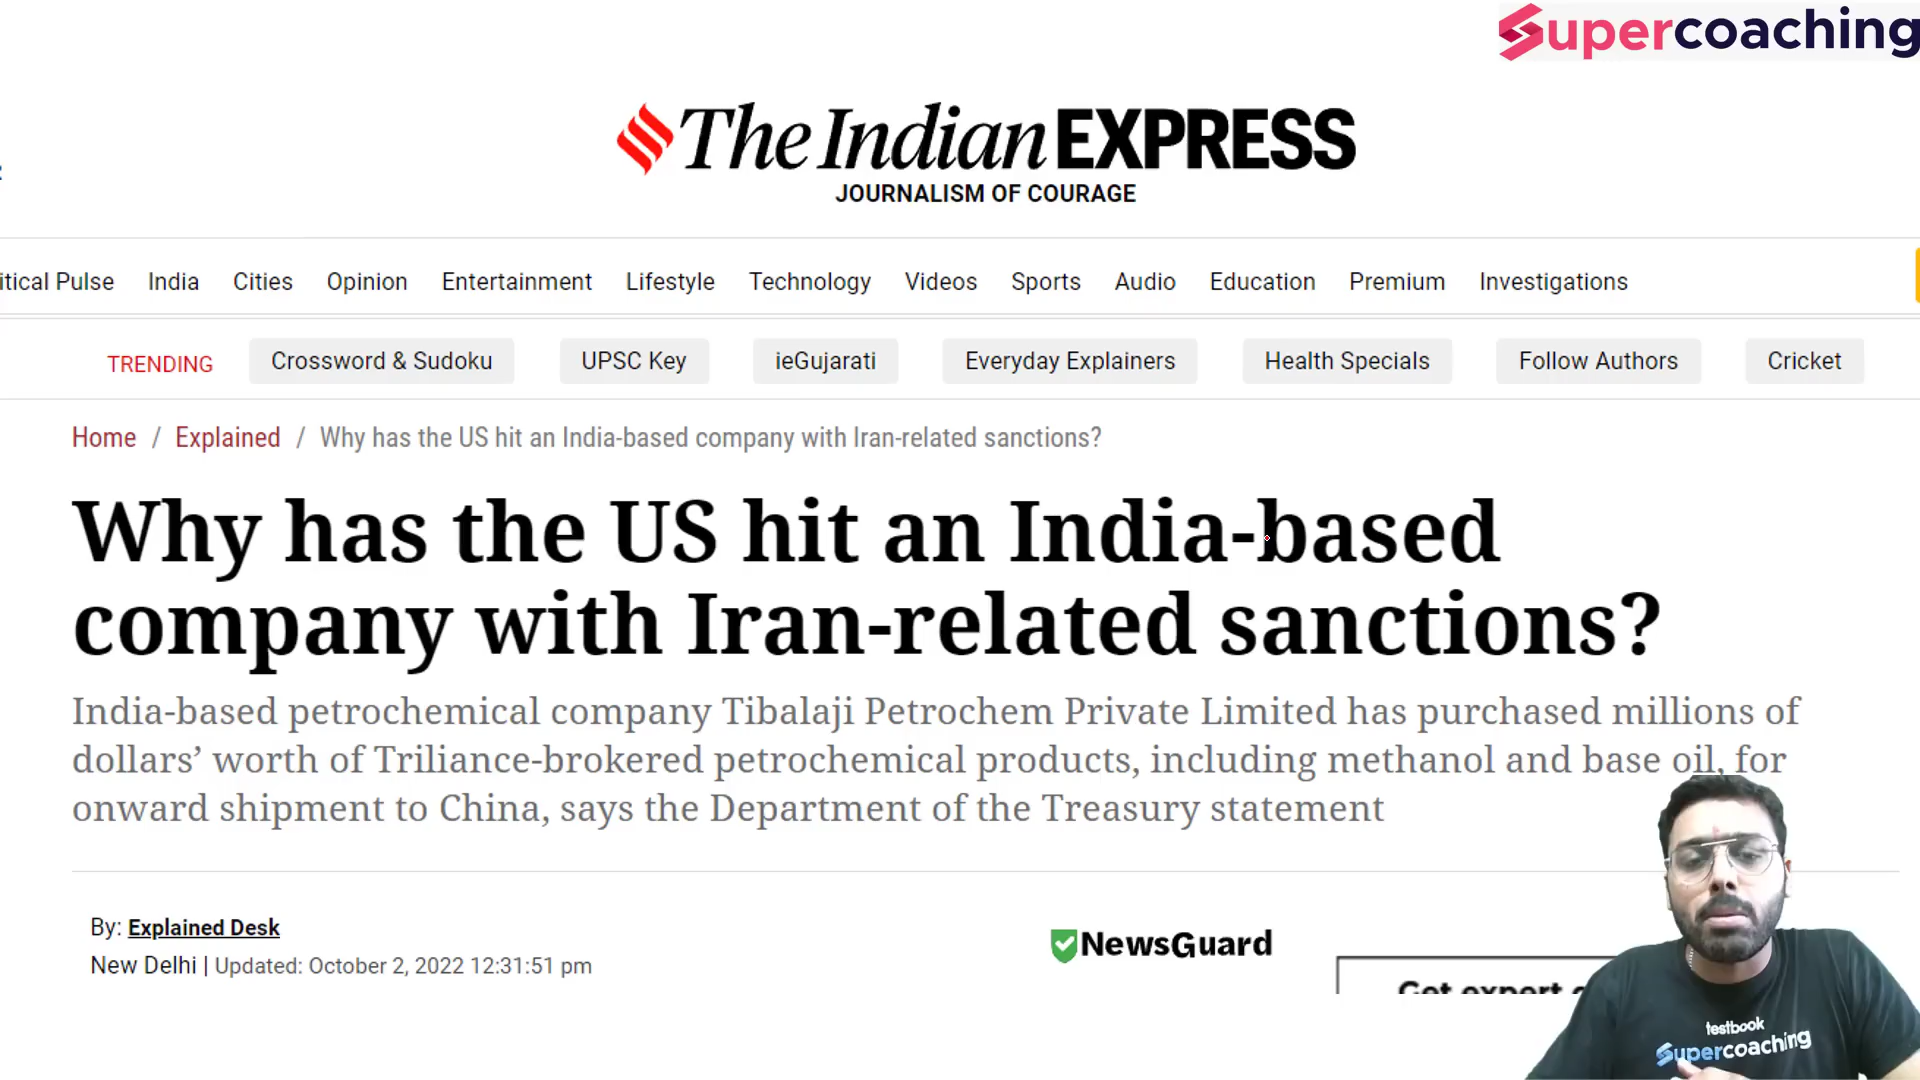 Supercoaching
The Indian EXPRESS
JOURNALISM OF COURAGE
itical Pulse India Cities Opinion Entertainment Lifestyle Technology Videos Sports Audio Education Premium Investigations
TRENDING Crossword & Sudoku UPSC Key ieGujarati Everyday Explainers Health Specials Follow Authors Cricket
Home / Explained / Why has the US hit an India-based company with Iran-related sanctions?
Why has the US hit an India-based
company with Iran-related sanctions?
India-based petrochemical company Tibalaji Petrochem Private Limited has purchased millions of
dollars’ worth of Triliance-brokered petrochemical products, including methanol and base oil, for
onward shipment to China, says the Department of the Treasury statement
By: Explained Desk
New Delhi | Updated: October 2, 2022 12:31:51 pm
NewsGuard
Get expert
testbook
Supercoaching